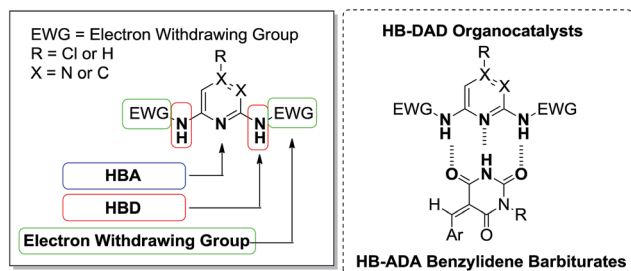 EWG = Electron Withdrawing Group
R = Cl or H
X = N or C
R
X
X
EWG
N
H
N
N
H
EWG
HBA
HBD
Electron Withdrawing Group
HB-DAD Organocatalysts
R
X
X
EWG
N
H
N
N
H
EWG
H
O
N
O
H
N
R
Ar
O
HB-ADA Benzylidene Barbiturates